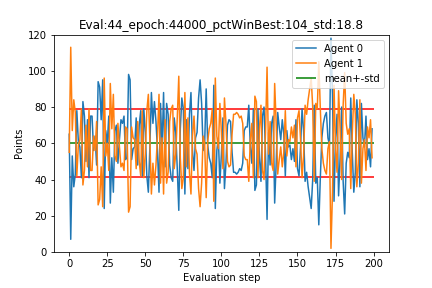 Eval:44_epoch:44000_pctWinBest:104_std:18.8
120
100
80
60
40
20
0
Points
Agent 0
Agent 1
mean+-std
0 25 50 75 100 125 150 175 200
Evaluation step